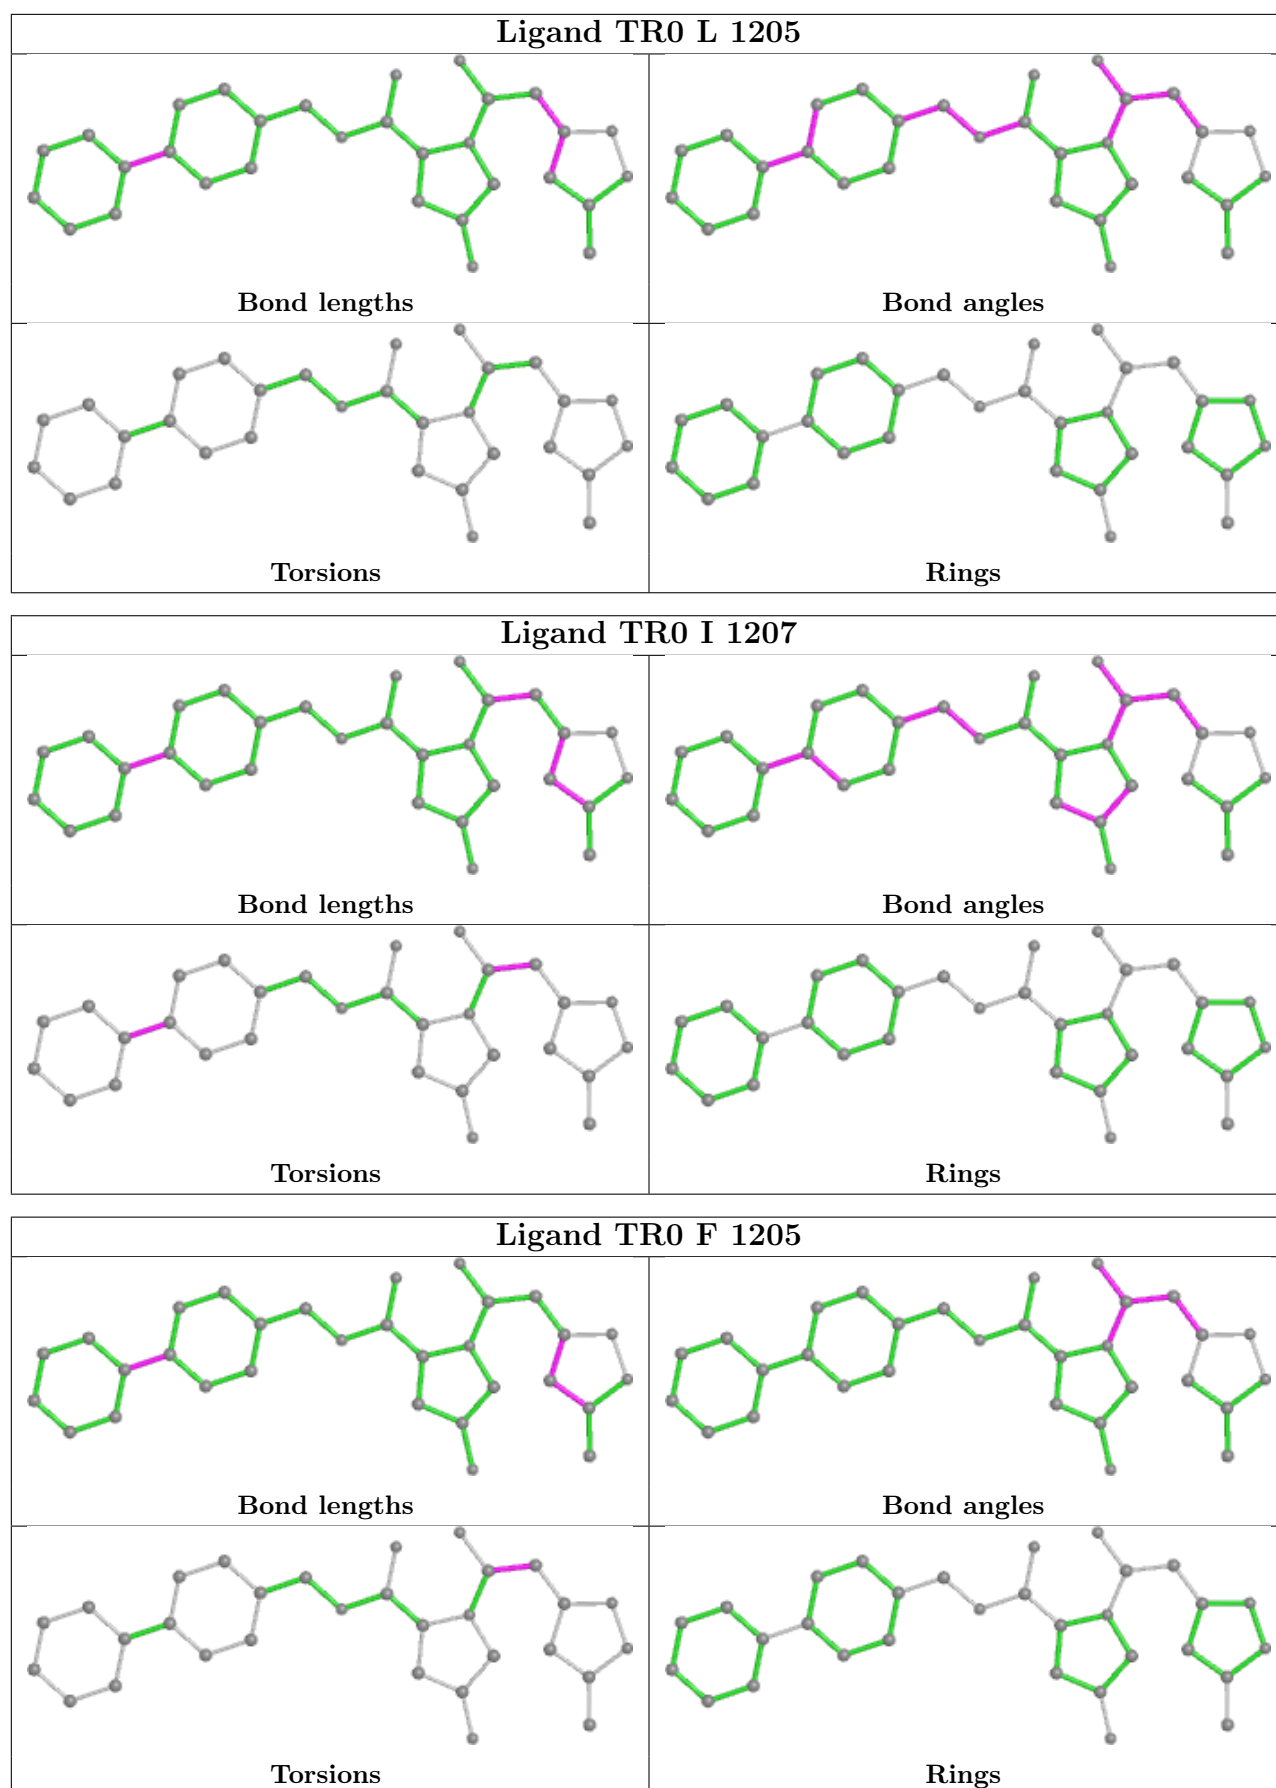 Ligand TR0 L 1205
Bond lengths
Bond angles
Torsions
Rings
Ligand TR0 I 1207
Bond lengths
Bond angles
Torsions
Rings
Ligand TR0 F 1205
Bond lengths
Bond angles
Torsions
Rings